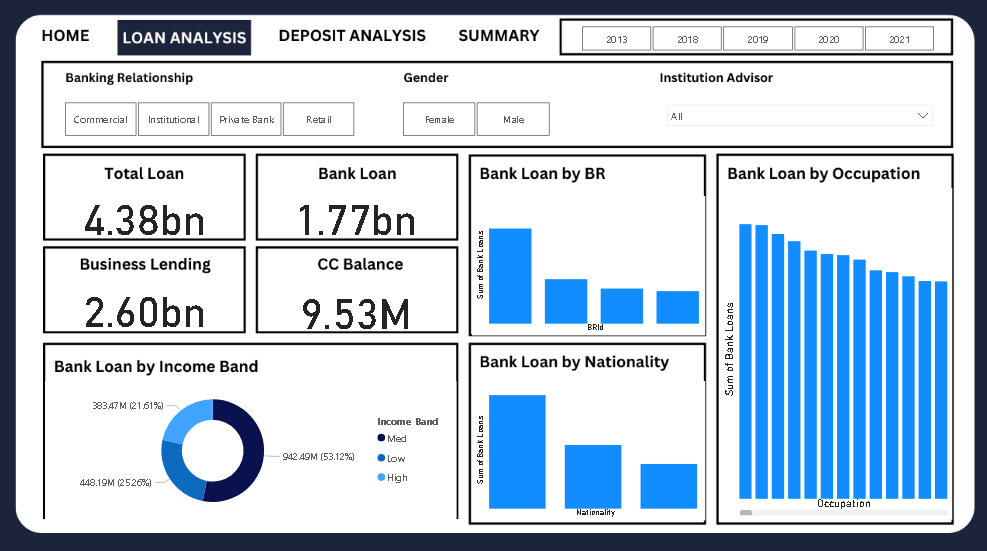 HOME LOAN ANALYSIS DEPOSIT ANALYSIS SUMMARY 2013 2018 2019 2020 2021
Banking Relationship Gender Institution Advisor
Commercial Institutional Private Bank Retail Female Male All
Total Loan
4.38bn
Bank Loan
1.77bn
Business Lending
2.60bn
CC Balance
9.53M
Bank Loan by BR
Sum of Bank Loans
BRId
Bank Loan by Occupation
Sum of Bank Loans
Occupation
Bank Loan by Income Band
383.47M (21.61%)
448.19M (25.26%)
942.49M (53.12%)
Income Band
Med
Low
High
Bank Loan by Nationality
Sum of Bank Loans
Nationality